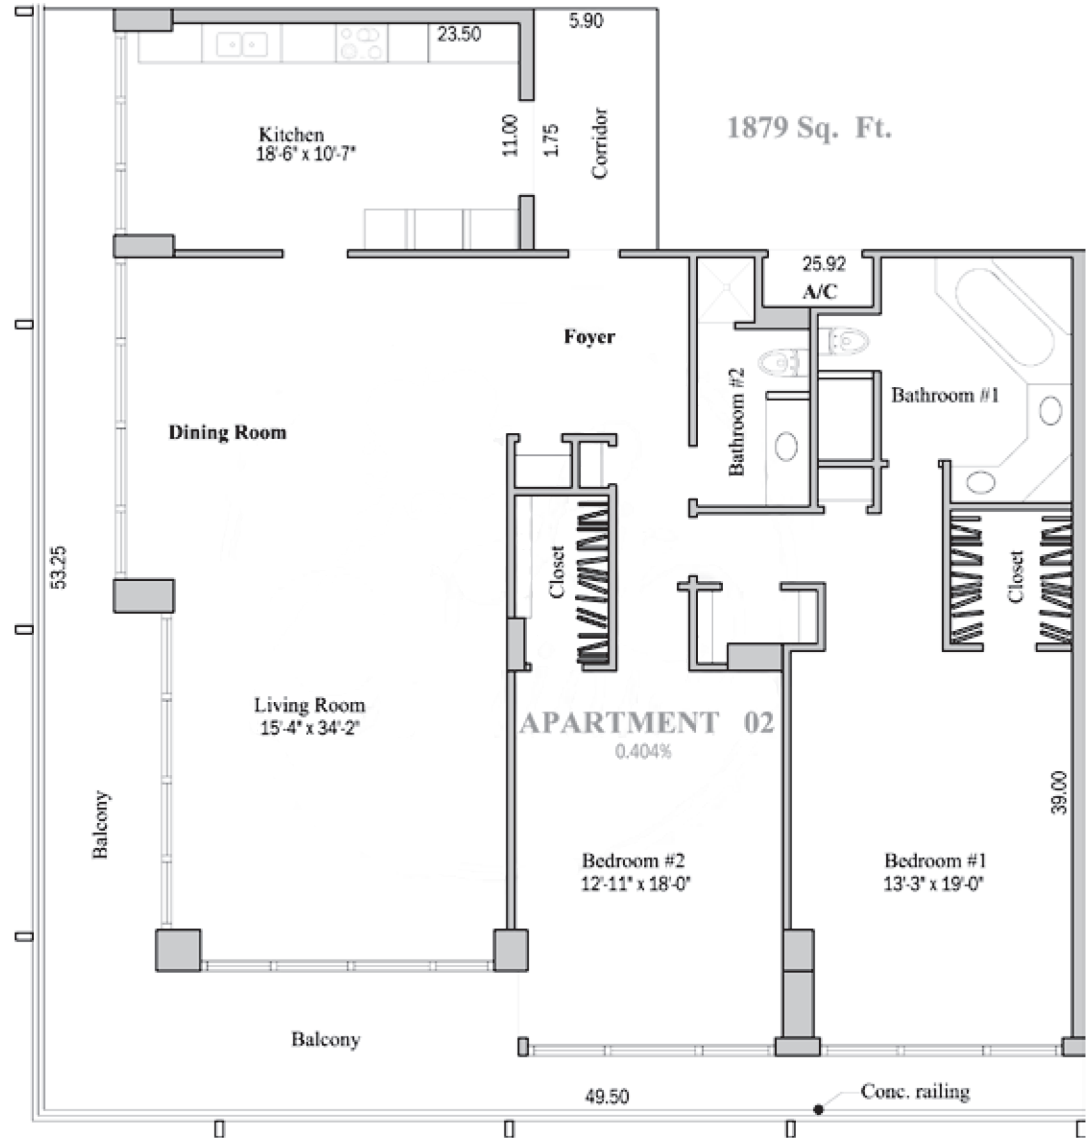 23.50
5.90
Kitchen
18'-6" x 10'-7"
11.00
1.75
Corridor
1879 Sq. Ft.
25.92
A/C
Foyer
Dining Room
Bathroom #2
Bathroom #1
53.25
Closet
Closet
Living Room
15'-4" x 34'-2"
APARTMENT 02
0.404%
39.00
Balcony
Bedroom #2
12'-11" x 18'-0"
Bedroom #1
13'-3" x 19'-0"
Balcony
49.50
Conc. railing